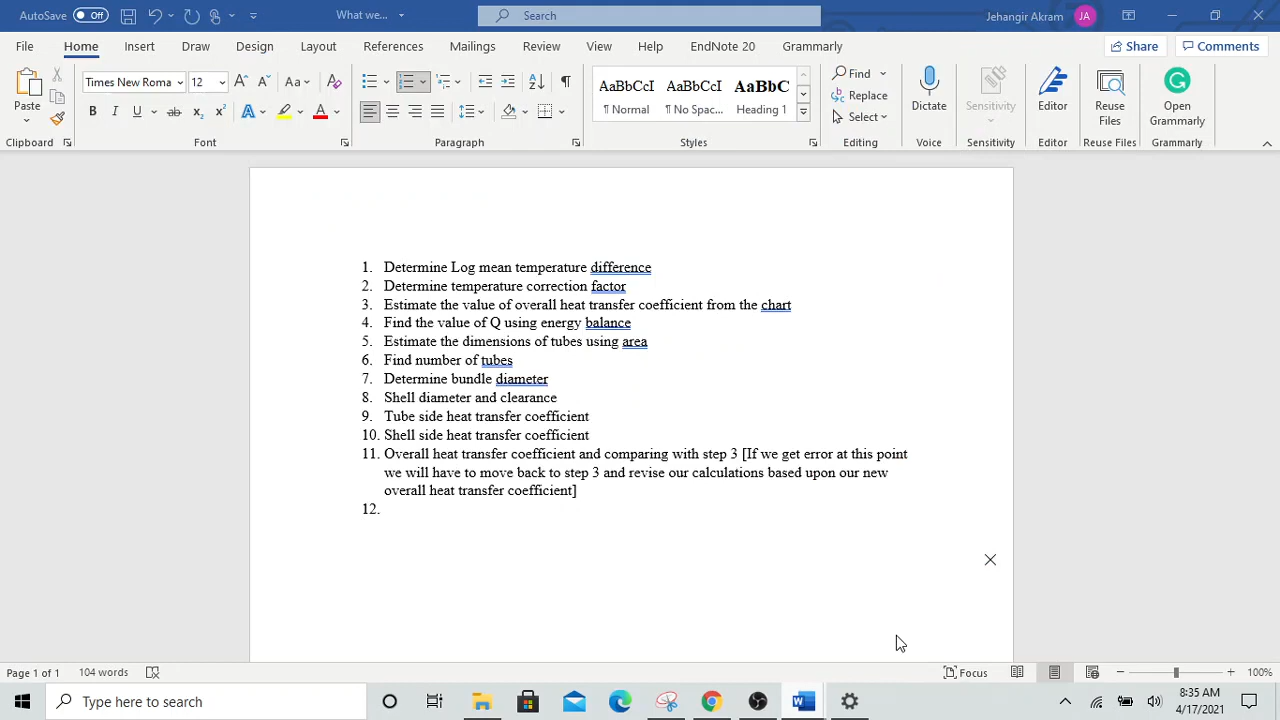 AutoSave Off What we... Search Jehangir Akram JA
File Home Insert Draw Design Layout References Mailings Review View Help EndNote 20 Grammarly Share Comments
Paste Times New Roma 12 Aa AaBbCcI AaBbCcI AaBbC Find Replace Select Dictate Sensitivity Editor Reuse Files Open Grammarly
B I U ab x₂ x² A A ¶ Normal ¶ No Spac... Heading 1
Clipboard Font Paragraph Styles Editing Voice Sensitivity Editor Reuse Files Grammarly
1. Determine Log mean temperature difference
2. Determine temperature correction factor
3. Estimate the value of overall heat transfer coefficient from the chart
4. Find the value of Q using energy balance
5. Estimate the dimensions of tubes using area
6. Find number of tubes
7. Determine bundle diameter
8. Shell diameter and clearance
9. Tube side heat transfer coefficient
10. Shell side heat transfer coefficient
11. Overall heat transfer coefficient and comparing with step 3 [If we get error at this point
we will have to move back to step 3 and revise our calculations based upon our new
overall heat transfer coefficient]
12.
Page 1 of 1 104 words Focus 100%
Type here to search 8:35 AM
4/17/2021